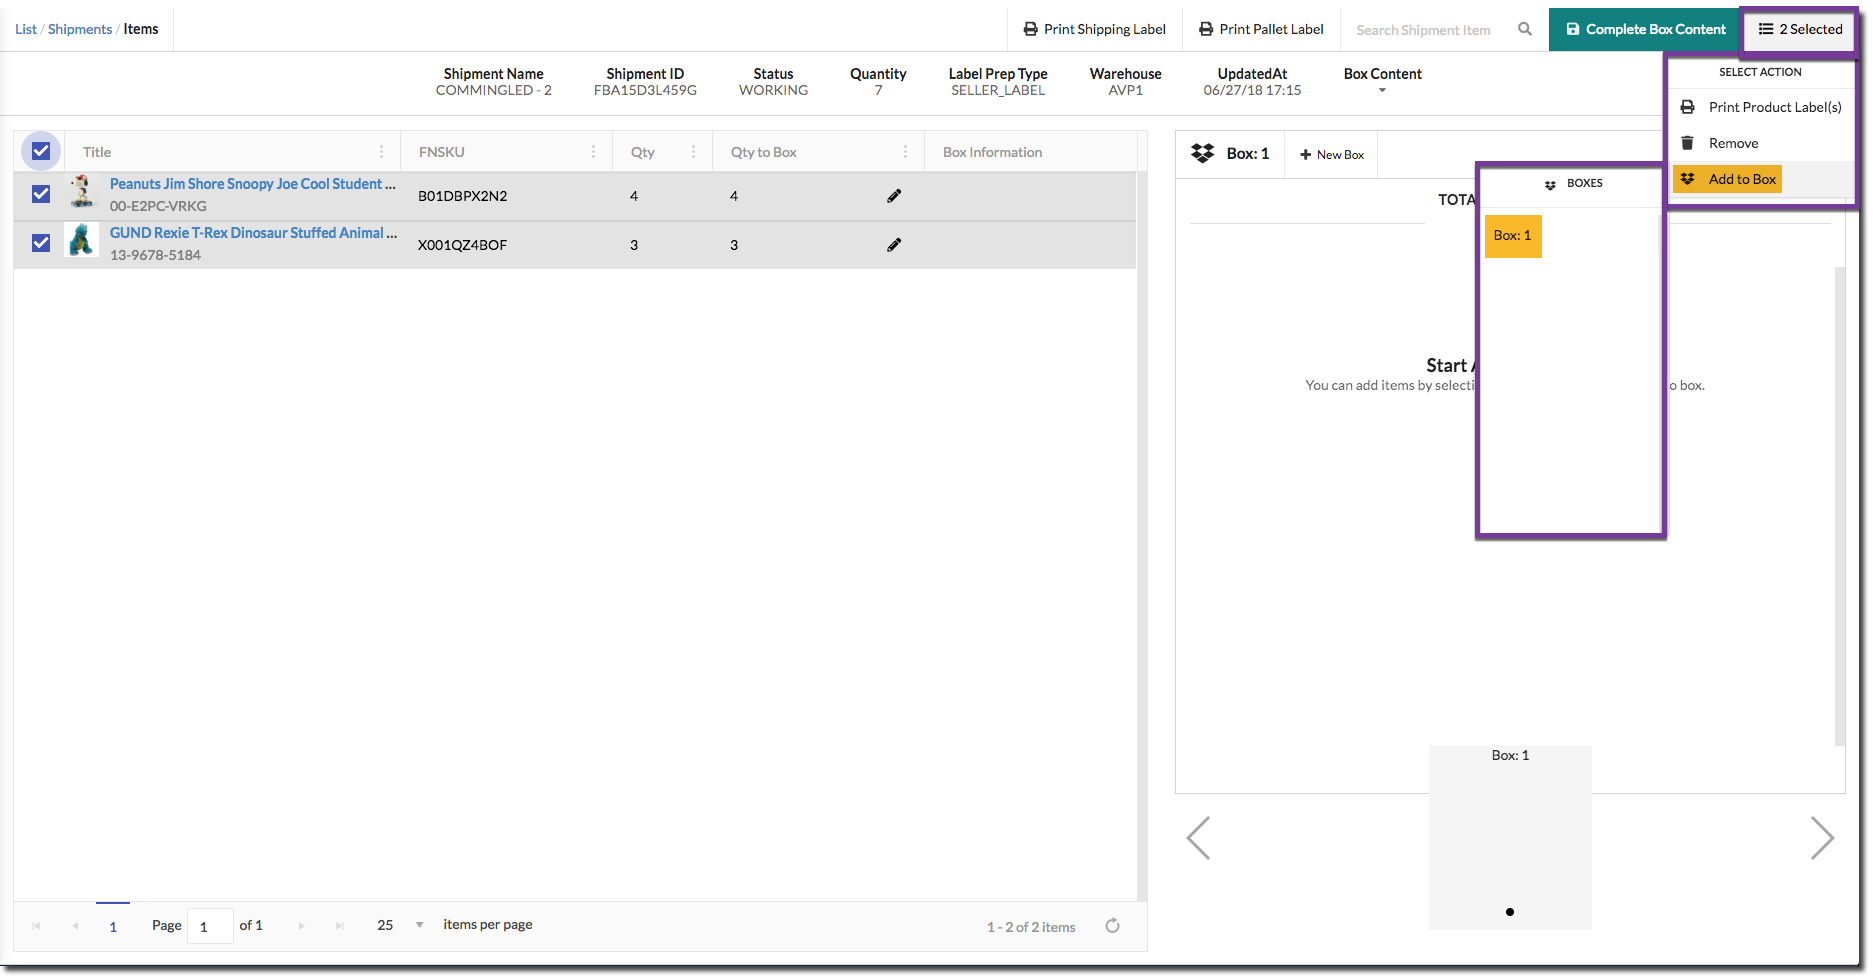 List / Shipments / Items
Print Shipping Label
Print Pallet Label
Search Shipment Item
Complete Box Content
2 Selected
Shipment Name
COMMINGLED - 2
Shipment ID
FBA15D3L459G
Status
WORKING
Quantity
7
Label Prep Type
SELLER_LABEL
Warehouse
AVP1
UpdatedAt
06/27/18 17:15
Box Content
SELECT ACTION
Print Product Label(s)
Remove
Add to Box
Title
FNSKU
Qty
Qty to Box
Box Information
Peanuts Jim Shore Snoopy Joe Cool Student ...
00-E2PC-VRKG
B01DBPX2N2
4
4
GUND Rexie T-Rex Dinosaur Stuffed Animal ...
13-9678-5184
X001QZ4BOF
3
3
Box: 1
+ New Box
TOTA
BOXES
Box: 1
Start
You can add items by selecti
o box.
Box: 1
1
Page
1
of 1
25
items per page
1 - 2 of 2 items